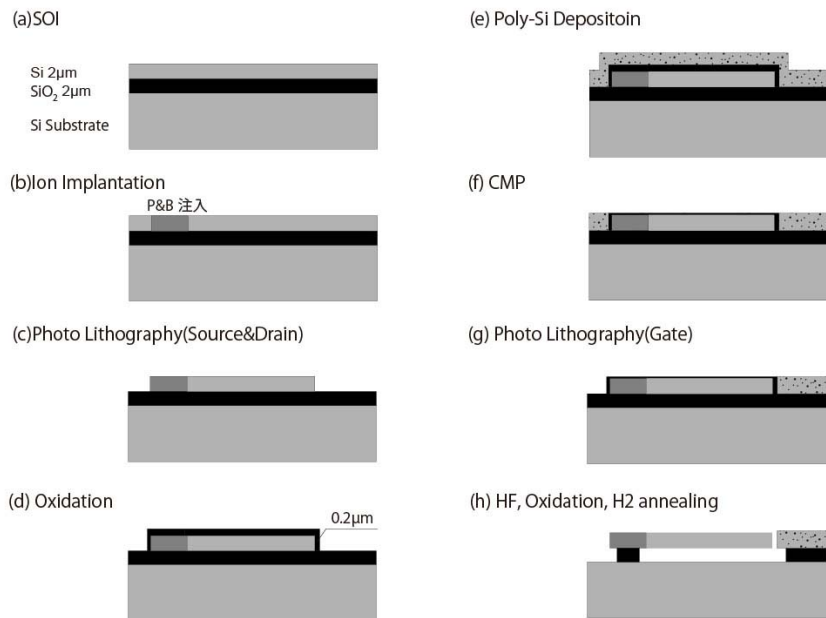 (a)SOI
Si 2μm
SiO2 2μm
Si Substrate
(b)Ion Implantation
P&B 注入
(c)Photo Lithography(Source&Drain)
(d) Oxidation
0.2μm
(e) Poly-Si Depositoin
(f) CMP
(g) Photo Lithography(Gate)
(h) HF, Oxidation, H2 annealing